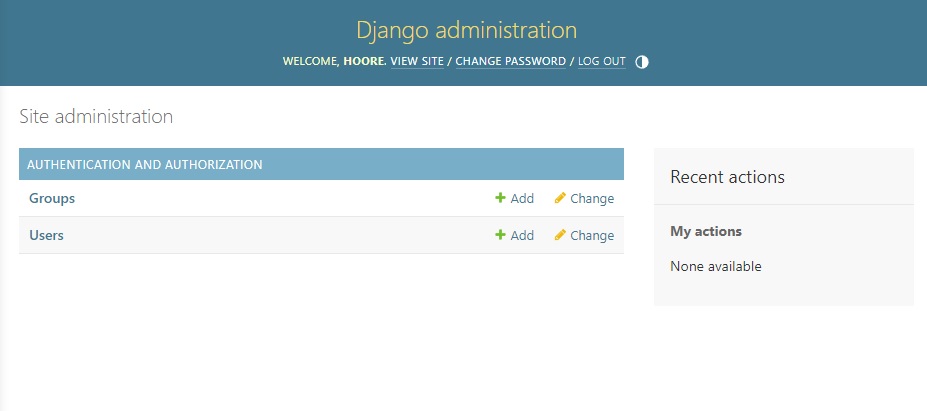 Django administration
WELCOME, HOORE. VIEW SITE / CHANGE PASSWORD / LOG OUT
Site administration
AUTHENTICATION AND AUTHORIZATION
Groups Add Change
Users Add Change
Recent actions
My actions
None available